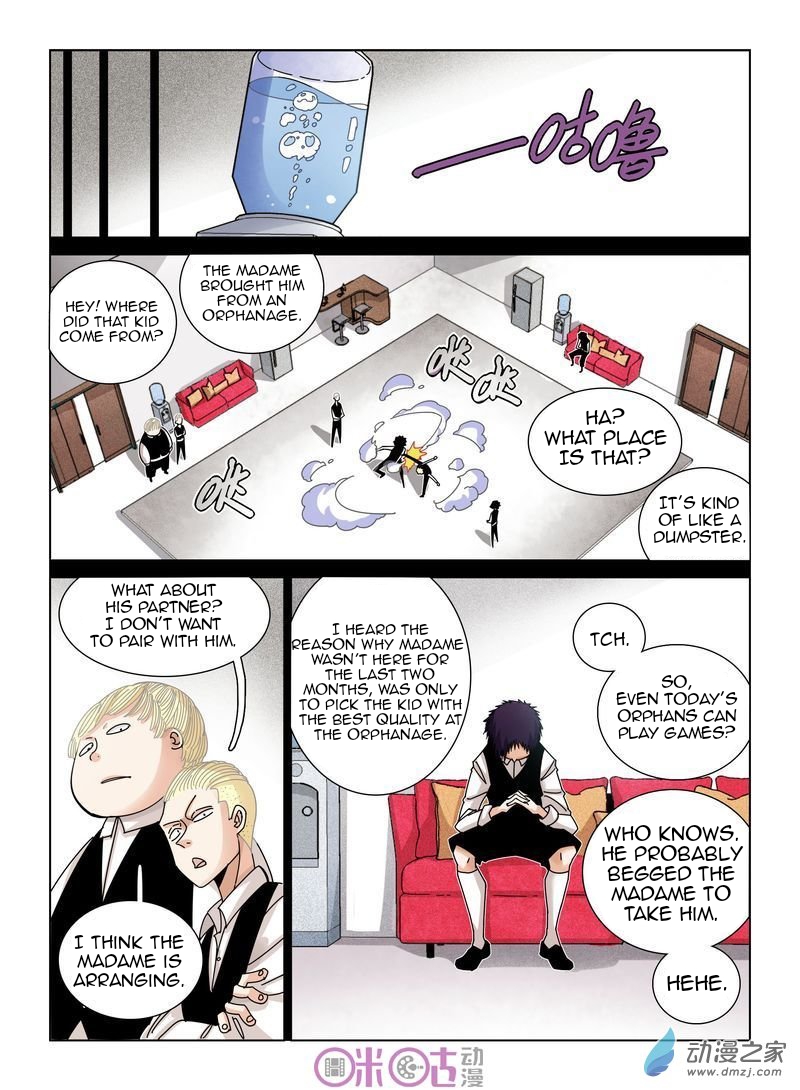 一咕噜
HEY! WHERE
DID THAT KID
COME FROM?
THE MADAME
BROUGHT HIM
FROM AN
ORPHANAGE.
咚
咚
咚
HA?
WHAT PLACE
IS THAT?
IT'S KIND
OF LIKE A
DUMPSTER.
WHAT ABOUT
HIS PARTNER?
I DON'T WANT
TO PAIR WITH HIM.
I THINK THE
MADAME IS
ARRANGING.
I HEARD THE
REASON WHY MADAME
WASN'T HERE FOR
THE LAST TWO
MONTHS, WAS ONLY
TO PICK THE KID WITH
THE BEST QUALITY AT
THE ORPHANAGE.
TCH.
SO,
EVEN TODAY'S
ORPHANS CAN
PLAY GAMES?
WHO KNOWS.
HE PROBABLY
BEGGED THE
MADAME TO
TAKE HIM.
HEHE.
咪咕动漫
动漫之家
www.dmzj.com